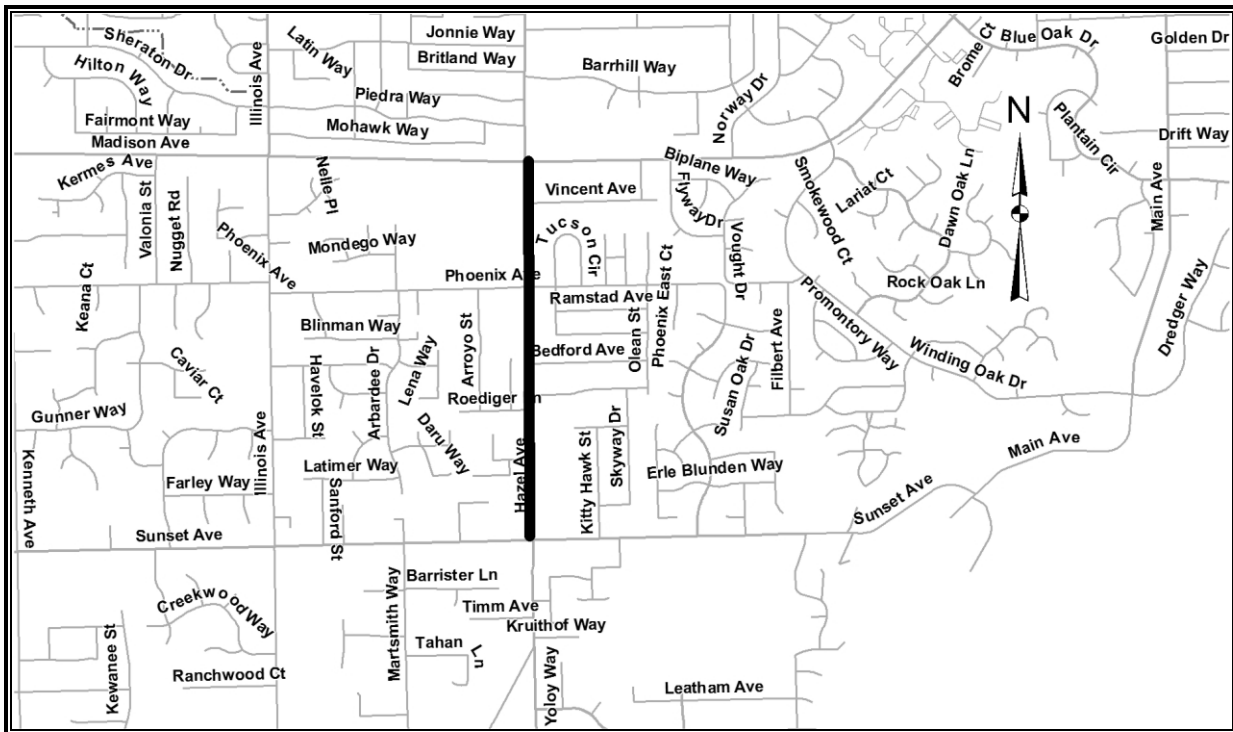 Jonnie Way
Sheraton Dr
Latin Way
Illinois Ave
Britland Way
Hilton Way
Barrhill Way
Brome Ct
Blue Oak Dr
Golden Dr
Piedra Way
Norway Dr
Fairmont Way
Mohawk Way
N
Plantain Cir
Drift Way
Madison Ave
Kermes Ave
Nelle Pl
Biplane Way
Smokewood Ct
Lariat Ct
Dawn Oak Ln
Main Ave
Valonia St
Nugget Rd
Vincent Ave
Flyway Dr
Phoenix Ave
Mondego Way
Tucson Cir
Vought Dr
Keana Ct
Phoenix Ave
Ramstad Ave
Phoenix East Ct
Rock Oak Ln
Promontory Way
Dredger Way
Blinman Way
Arroyo St
Olean St
Filbert Ave
Caviar Ct
Havelok St
Arbardee Dr
Lena Way
Bedford Ave
Susan Oak Dr
Winding Oak Dr
Gunner Way
Roediger
Daru Way
Skyway Dr
Kitty Hawk St
Main Ave
Kenneth Ave
Farley Way
Illinois Ave
Latimer Way
Hazel Ave
Erle Blunden Way
Sanford St
Sunset Ave
Sunset Ave
Martsmith Way
Barrister Ln
Creekwood Way
Timm Ave
Kruithof Way
Kewanee St
Tahan Ln
Ranchwood Ct
Yoloy Way
Leatham Ave